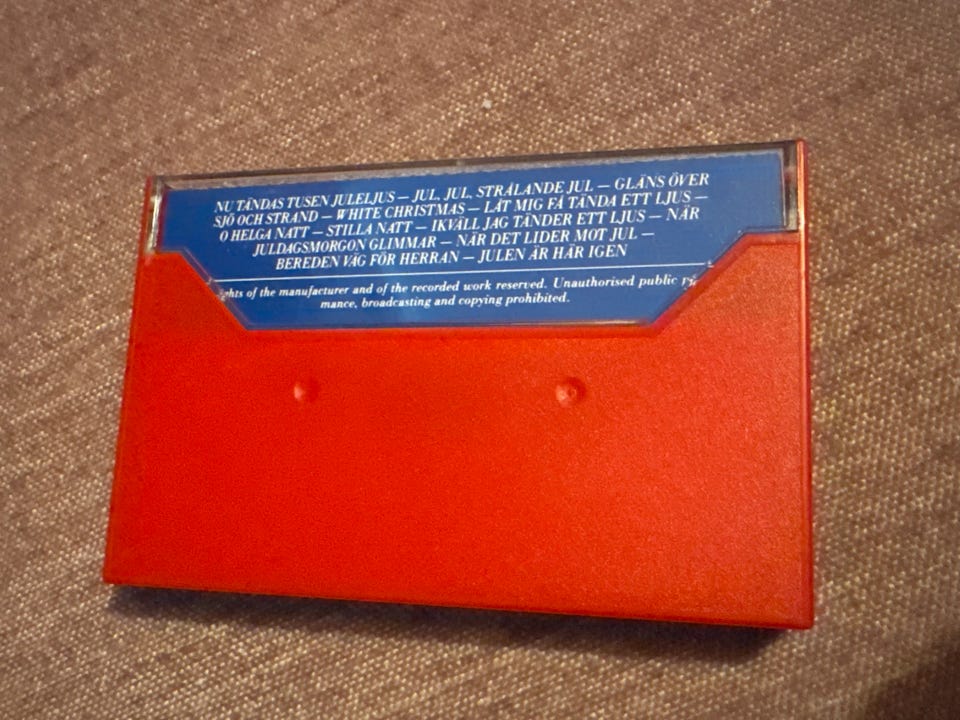 NU TÄNDAS TUSEN JULELJUS – JUL, JUL, STRÅLANDE JUL – GLÄNS ÖVER
SJÖ OCH STRAND – WHITE CHRISTMAS – LÅT MIG FÅ TÄNDA ETT LJUS –
O HELGA NATT – STILLA NATT – IKVÄLL JAG TÄNDER ETT LJUS – NÄR
JULDAGSMORGON GLIMMAR – NÄR DET LIDER MOT JUL –
BEREDEN VÄG FÖR HERRAN – JULEN ÄR HÄR IGEN
ghts of the manufacturer and of the recorded work reserved. Unauthorised public
mance, broadcasting and copying prohibited.